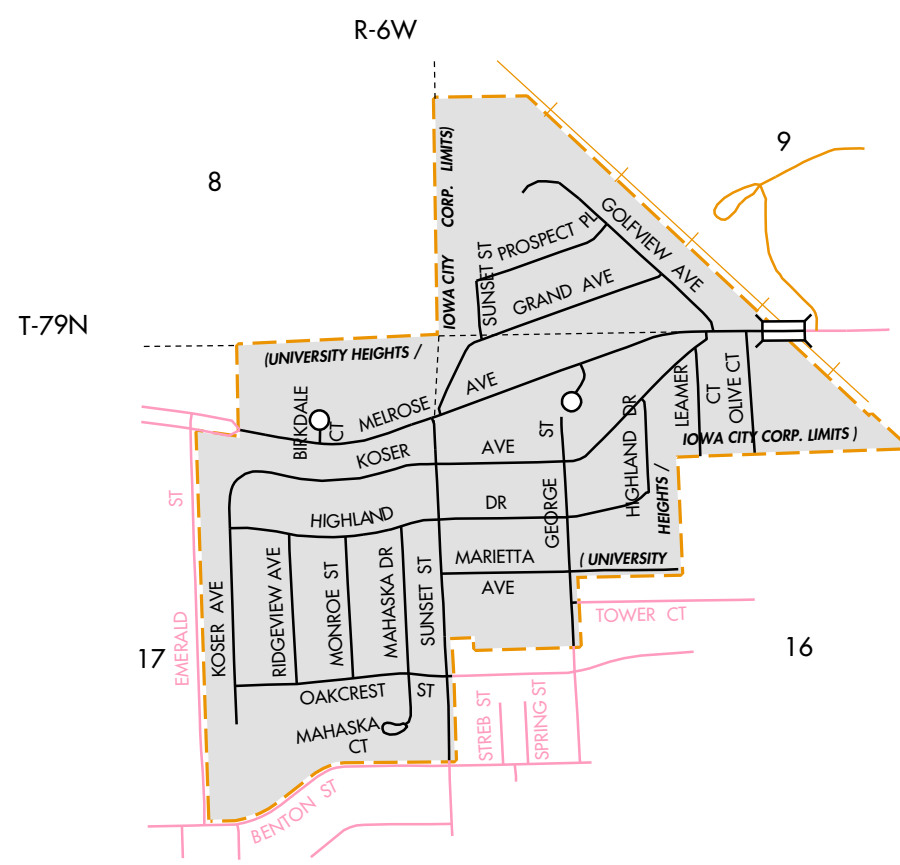 R-6W
8
9
T-79N
IOWA CITY CORP. LIMITS)
(UNIVERSITY HEIGHTS /
SUNSET ST
PROSPECT PL
GOLFVIEW AVE
GRAND AVE
BIRKDALE CT
MELROSE AVE
KOSER AVE
LEAMER CT
OLIVE CT
IOWA CITY CORP. LIMITS )
HIGHLAND DR
GEORGE ST
HIGHLAND DR
( UNIVERSITY HEIGHTS /
MARIETTA AVE
EMERALD ST
KOSER AVE
RIDGEVIEW AVE
MONROE ST
MAHASKA DR
SUNSET ST
TOWER CT
17
16
OAKCREST ST
MAHASKA CT
STREB ST
SPRING ST
BENTON ST